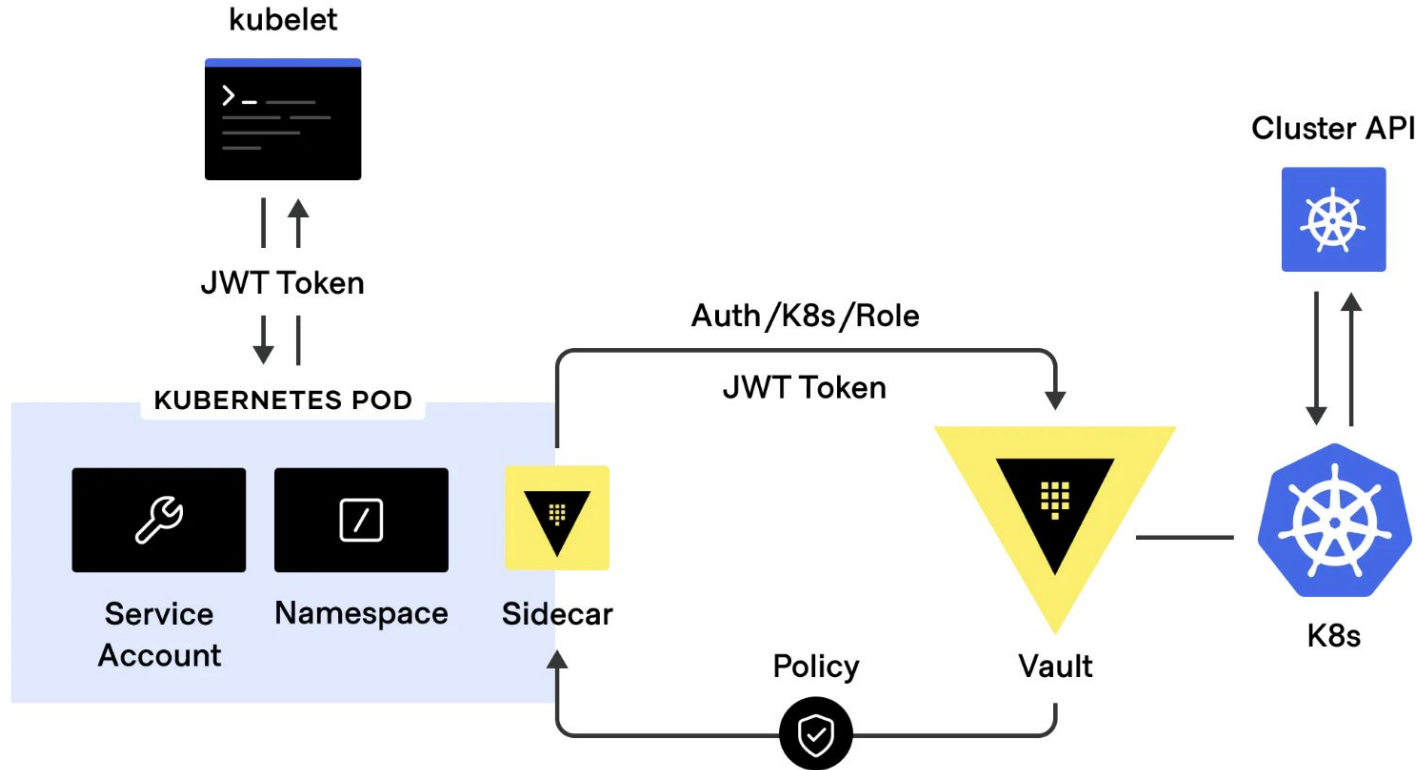 kubelet
Cluster API
JWT Token
Auth/K8s/Role
JWT Token
KUBERNETES POD
Service
Account
Namespace
Sidecar
Policy
Vault
K8s